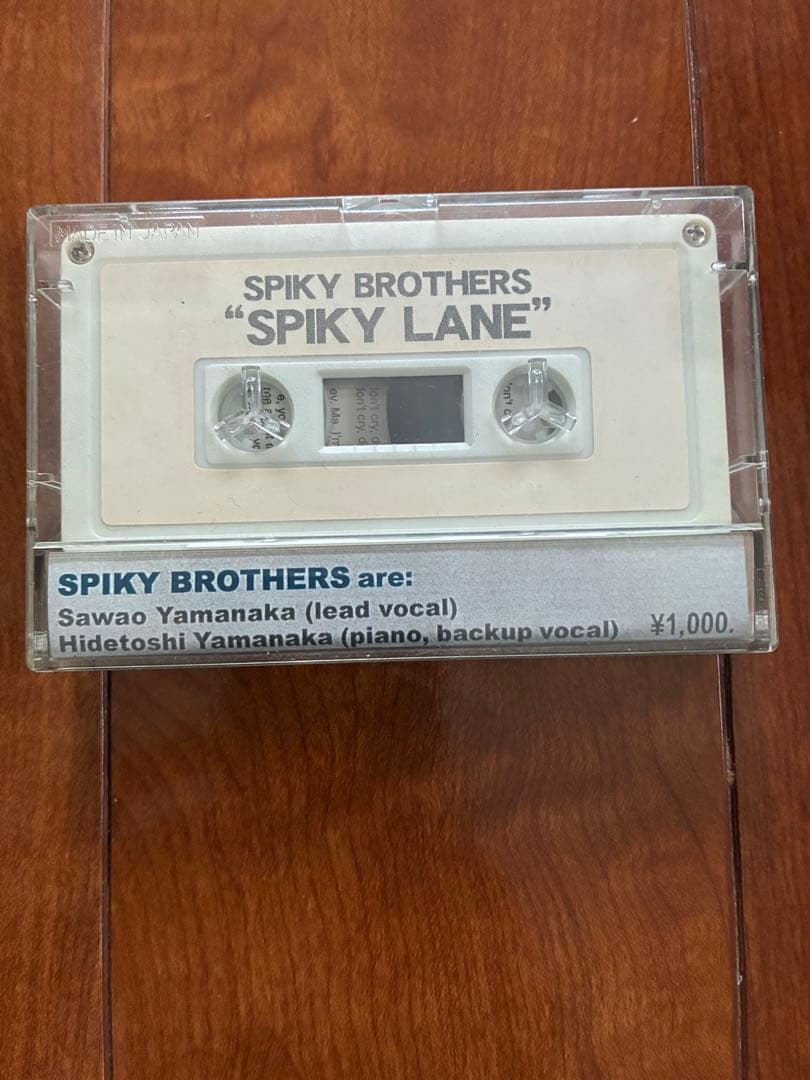 MADE IN JAPAN
SPIKY BROTHERS
“SPIKY LANE”
SPIKY BROTHERS are:
Sawao Yamanaka (lead vocal)
Hidetoshi Yamanaka (piano, backup vocal)
¥1,000.